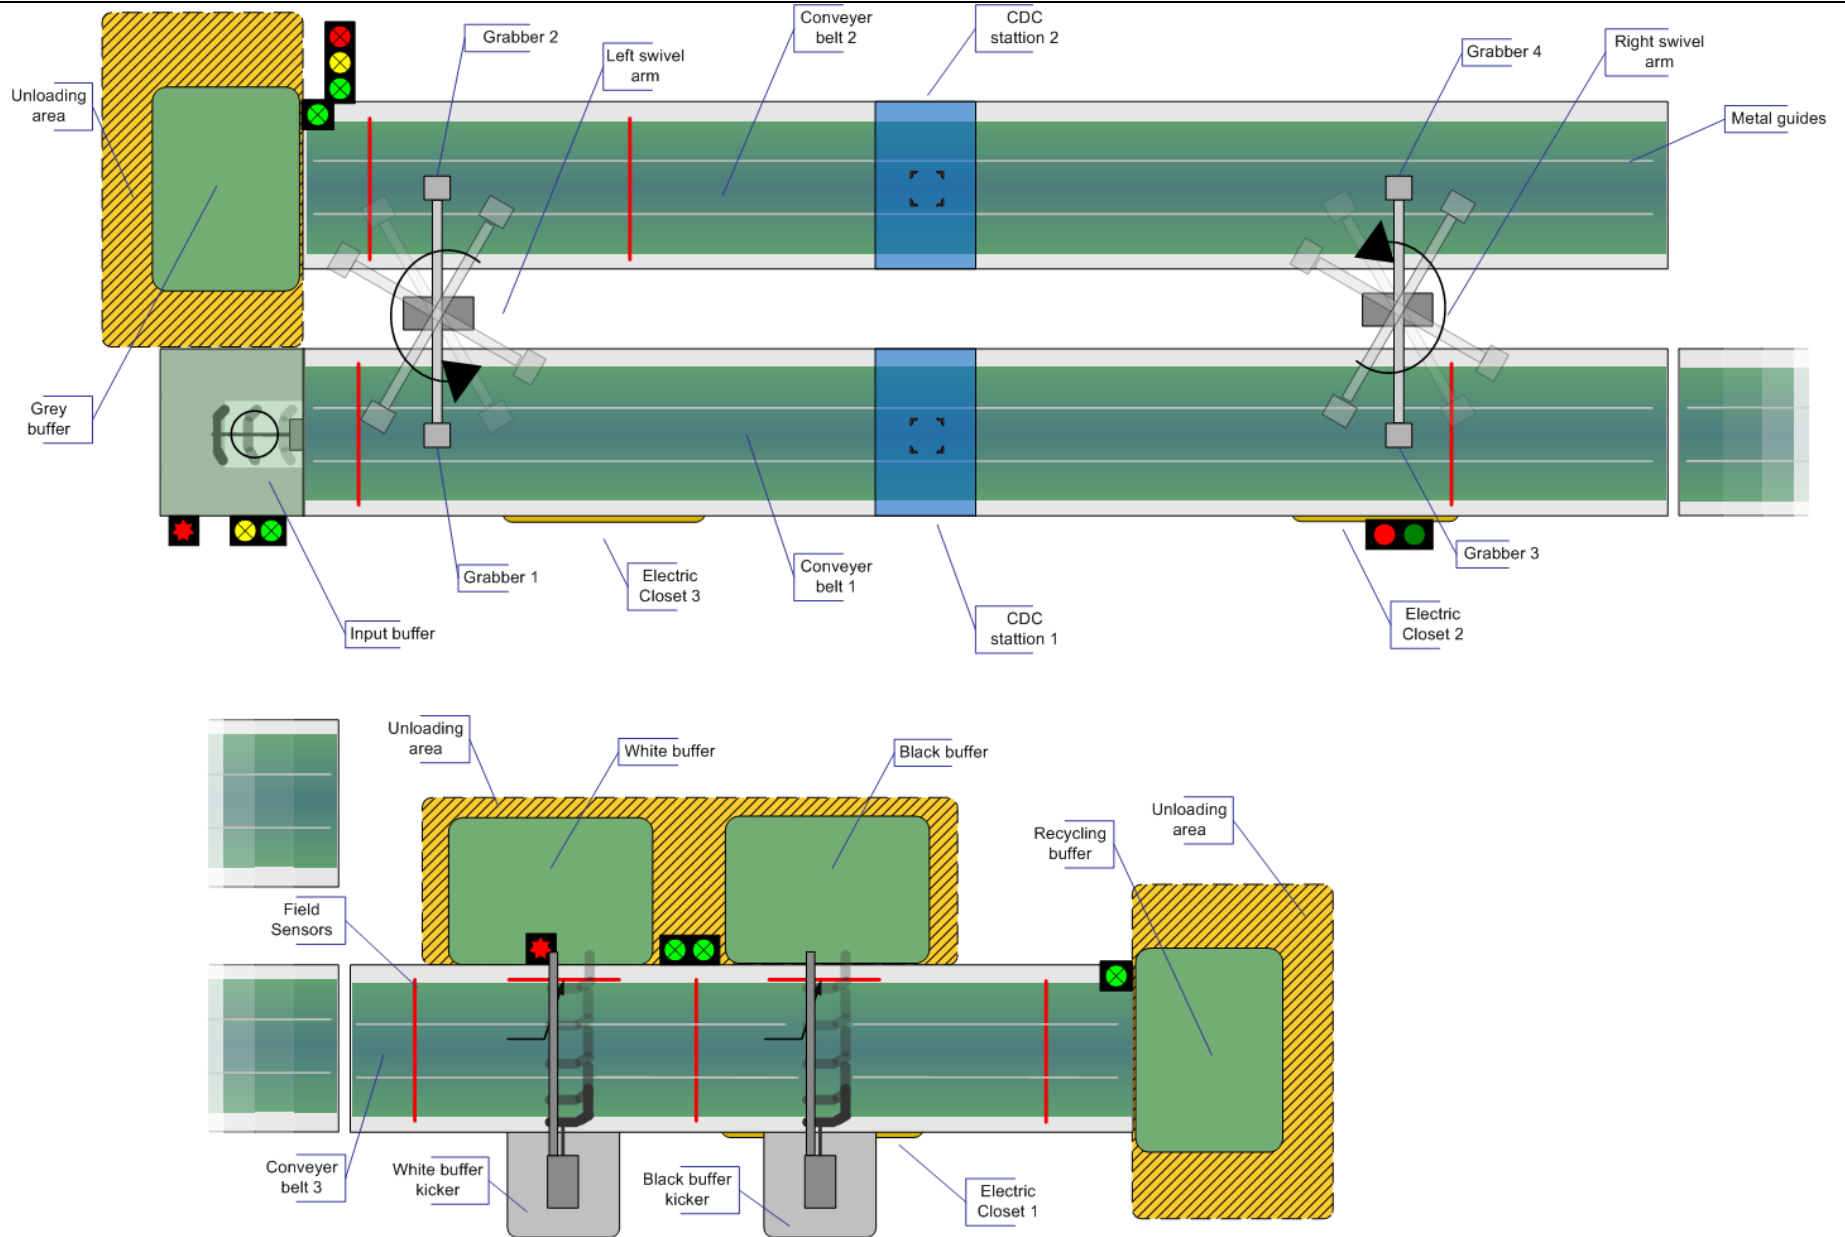 Grabber 2
Conveyer
belt 2
CDC
stattion 2
Left swivel
arm
Grabber 4
Right swivel
arm
Unloading
area
Metal guides
Grey
buffer
Grabber 1
Electric
Closet 3
Conveyer
belt 1
Grabber 3
Input buffer
CDC
stattion 1
Electric
Closet 2
Unloading
area
White buffer
Black buffer
Unloading
area
Recycling
buffer
Field
Sensors
Conveyer
belt 3
White buffer
kicker
Black buffer
kicker
Electric
Closet 1